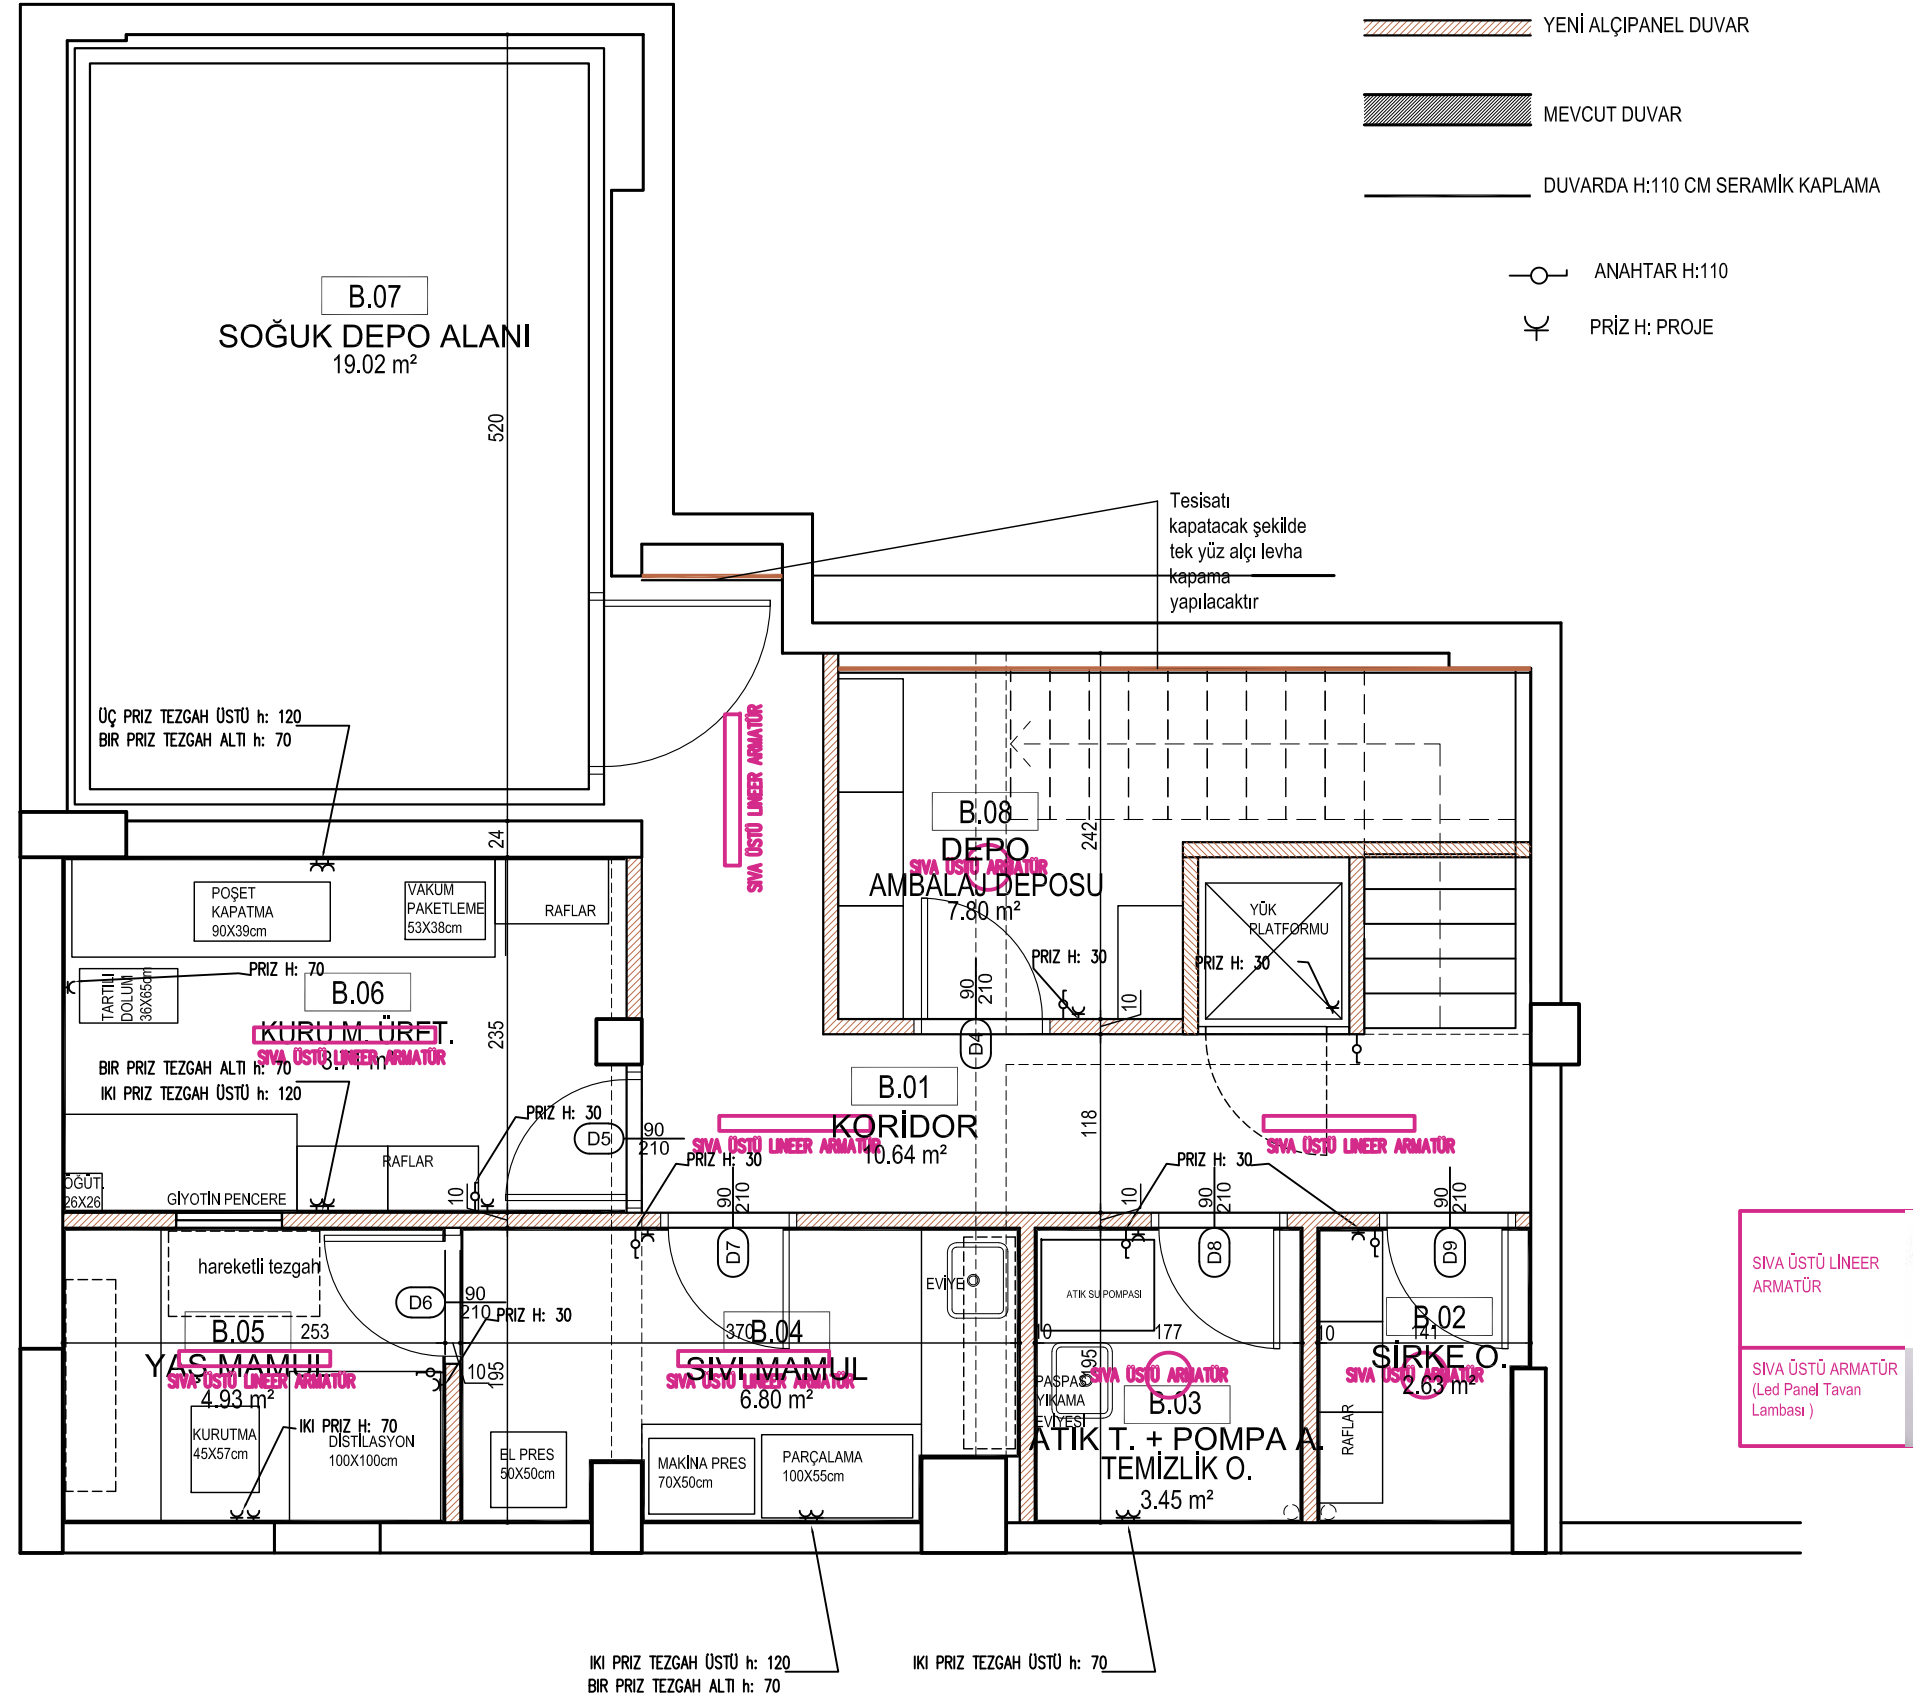 YENİ ALÇIPANEL DUVAR
MEVCUT DUVAR
DUVARDA H:110 CM SERAMİK KAPLAMA
ANAHTAR H:110
PRİZ H: PROJE
B.07
SOĞUK DEPO ALANI
19.02 m²
520
Tesisatı
kapatacak şekilde
tek yüz alçı levha
kapama
yapılacaktır
ÜÇ PRIZ TEZGAH ÜSTÜ h: 120
BIR PRIZ TEZGAH ALTI h: 70
SIVA ÜSTÜ LINEER ARMATÜR
24
B.08
DEPO
SIVA ÜSTÜ ARMATÜR
AMBALAJ DEPOSU
7.80 m²
242
POŞET
KAPATMA
90X39cm
VAKUM
PAKETLEME
53X38cm
RAFLAR
YÜK
PLATFORMU
PRIZ H: 70
PRIZ H: 30
PRIZ H: 30
TARTILI
DOLUM
36X65cm
B.06
KURU M. ÜRET.
SIVA ÜSTÜ LINEER ARMATÜR
235
90
210
10
D4
BIR PRIZ TEZGAH ALTI h: 70
IKI PRIZ TEZGAH ÜSTÜ h: 120
B.01
KORİDOR
10.64 m²
SIVA ÜSTÜ LINEER ARMATÜR
118
SIVA ÜSTÜ LINEER ARMATÜR
PRIZ H: 30
D5
90
210
PRIZ H: 30
PRIZ H: 30
RAFLAR
ÖĞÜT.
26X26
GİYOTİN PENCERE
10
90
210
10
90
210
90
210
D7
D8
D9
hareketli tezgah
D6
90
210
PRIZ H: 30
EVİYE
ATIK SU POMPASI
B.05
253
YAŞ MAMUL
SIVA ÜSTÜ LINEER ARMATÜR
4.93 m²
10
195
370
B.04
SIVI MAMUL
SIVA ÜSTÜ LINEER ARMATÜR
6.80 m²
10
177
195
SIVA ÜSTÜ ARMATÜR
PASPAS
YIKAMA
EVİYESİ
B.03
ATIK T. + POMPA A.
TEMİZLİK O.
3.45 m²
10
B.02
141
SİRKE O.
SIVA ÜSTÜ ARMATÜR
2.63 m²
RAFLAR
KURUTMA
45X57cm
IKI PRIZ H: 70
DİSTİLASYON
100X100cm
EL PRES
50X50cm
MAKİNA PRES
70X50cm
PARÇALAMA
100X55cm
SIVA ÜSTÜ LİNEER
ARMATÜR
SIVA ÜSTÜ ARMATÜR
(Led Panel Tavan
Lambası )
IKI PRIZ TEZGAH ÜSTÜ h: 120
BIR PRIZ TEZGAH ALTI h: 70
IKI PRIZ TEZGAH ÜSTÜ h: 70